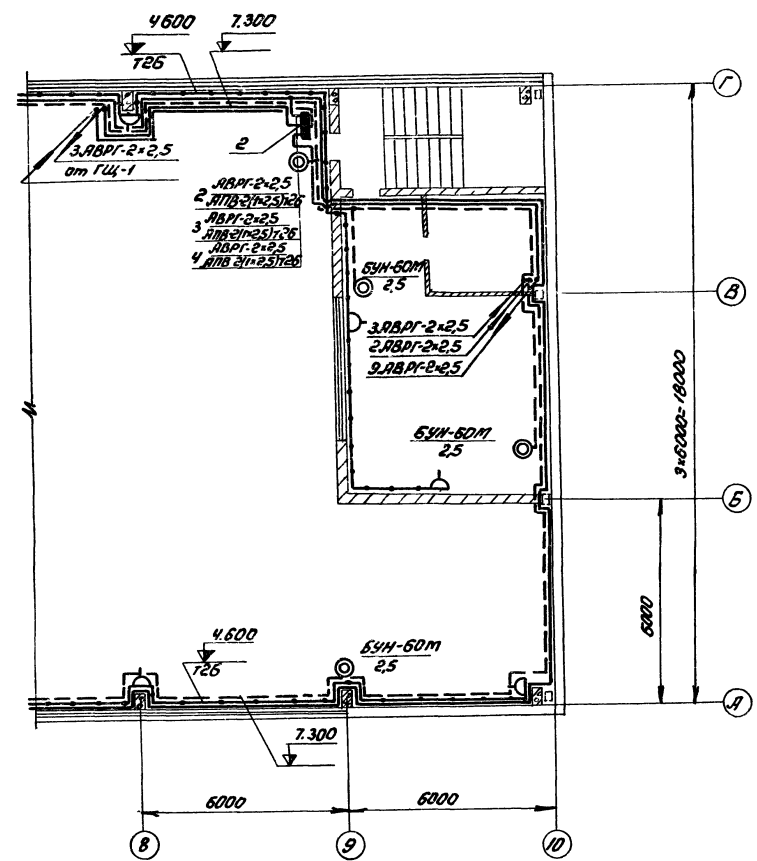 4600
т26
7.300
Г
3.АВРГ-2×2,5
от ГЩ-1
2
2 АВРГ-2×2,5
АПВ-2(1×2,5)т26
3 АВРГ-2×2,5
АПВ-2(1×2,5)т26
4 АВРГ-2×2,5
АПВ 2(1×2,5)т26
БУН-60М
2,5
В
3.АВРГ-2×2,5
2.АВРГ-2×2,5
9.АВРГ-2×2,5
3×6000=18000
БУН-60М
2,5
Б
6000
4.600
т26
БУН-60М
2,5
А
7.300
6000
6000
8
9
10